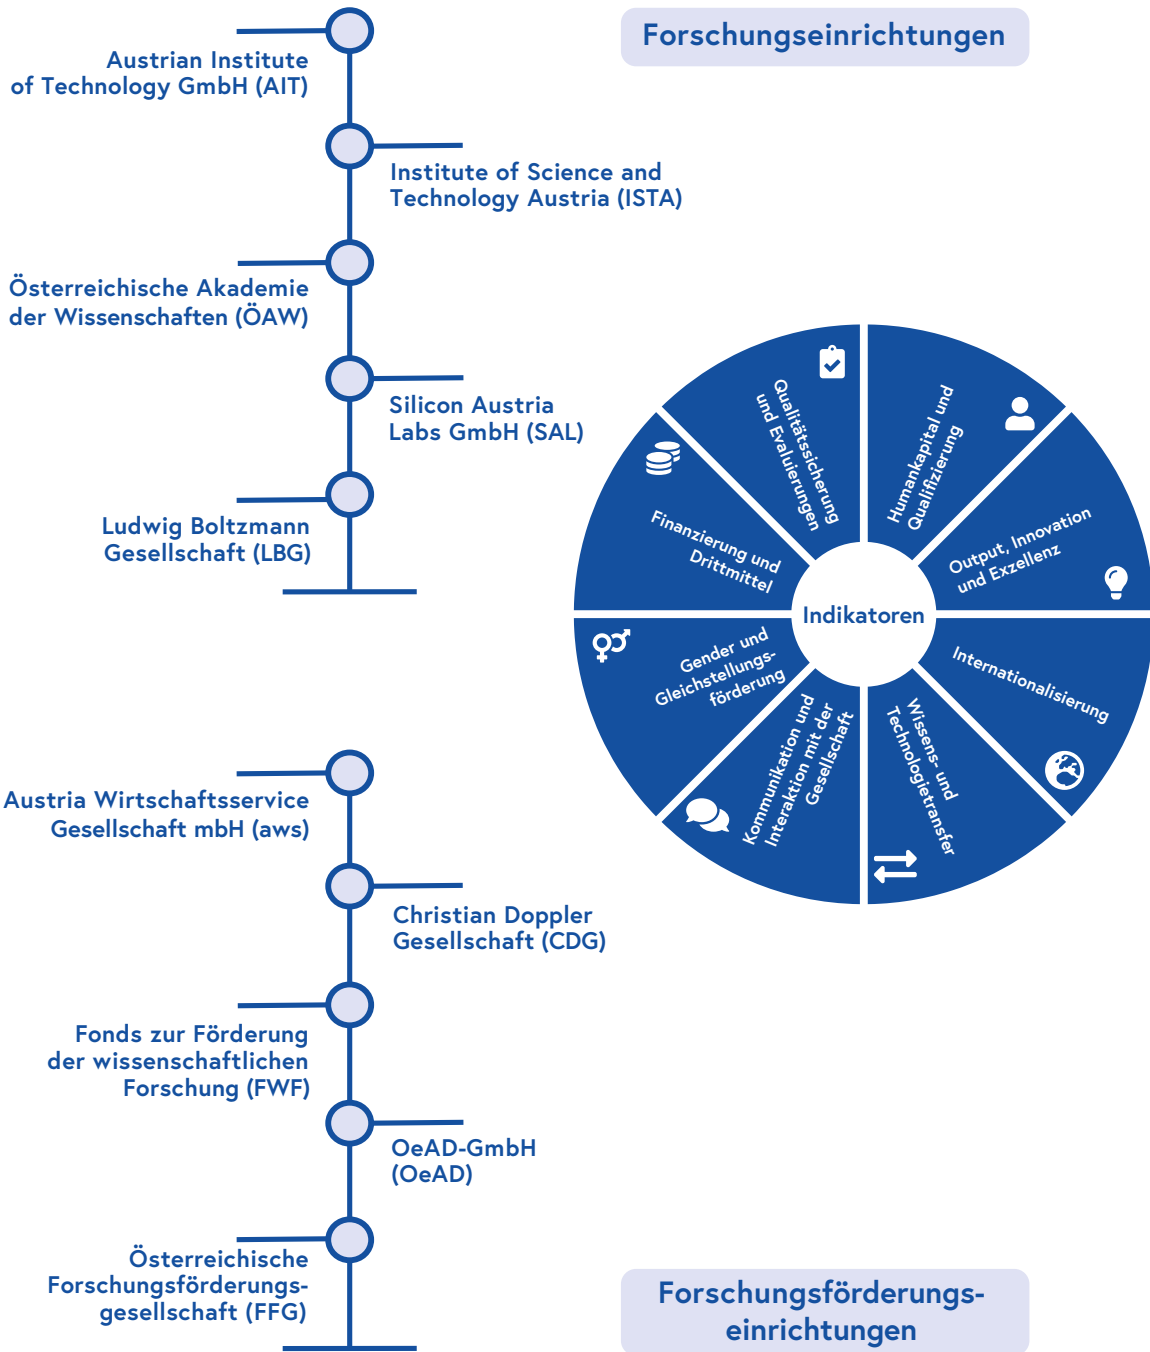 Forschungseinrichtungen
Austrian Institute
of Technology GmbH (AIT)
Institute of Science and
Technology Austria (ISTA)
Österreichische Akademie
der Wissenschaften (ÖAW)
Silicon Austria
Labs GmbH (SAL)
Ludwig Boltzmann
Gesellschaft (LBG)
Indikatoren
Humankapital und
Qualifizierung
Output, Innovation
und Exzellenz
Internationalisierung
Wissens- und
Technologietransfer
Kommunikation und
Interaktion mit der
Gesellschaft
Gender und
Gleichstellungs-
förderung
Finanzierung und
Drittmittel
Qualitätssicherung
und Evaluierungen
Austria Wirtschaftsservice
Gesellschaft mbH (aws)
Christian Doppler
Gesellschaft (CDG)
Fonds zur Förderung
der wissenschaftlichen
Forschung (FWF)
OeAD-GmbH
(OeAD)
Österreichische
Forschungsförderungs-
gesellschaft (FFG)
Forschungsförderungs-
einrichtungen